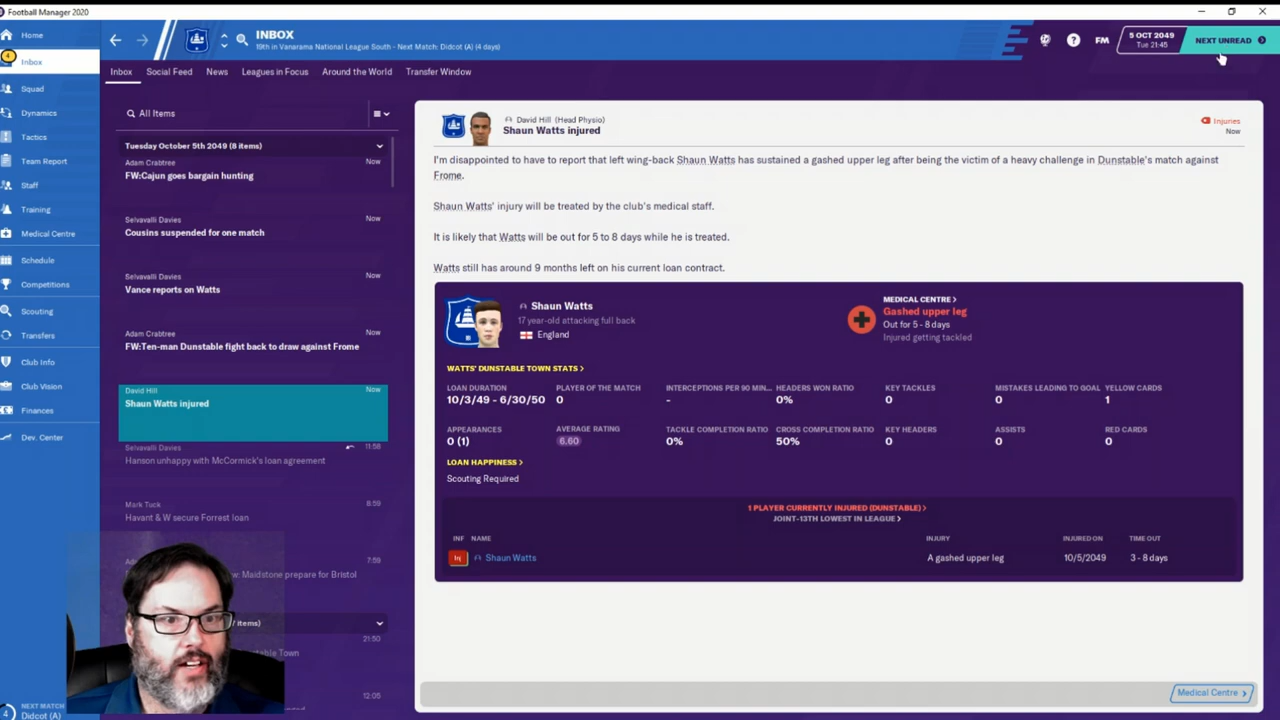 Football Manager 2020
Home
4
Inbox
Squad
Dynamics
Tactics
Team Report
Staff
Training
Medical Centre
Schedule
Competitions
Scouting
Transfers
Club Info
Club Vision
Finances
Dev. Center
4
NEXT MATCH
Didcot (A)
INBOX
19th in Vanarama National League South - Next Match: Didcot (A) (4 days)
?
FM
5 OCT 2049
Tue 21:45
NEXT UNREAD
Inbox
Social Feed
News
Leagues in Focus
Around the World
Transfer Window
All Items
Tuesday October 5th 2049 (8 items)
Adam Crabtree Now
FW:Cajun goes bargain hunting
Selvavalli Davies Now
Cousins suspended for one match
Selvavalli Davies Now
Vance reports on Watts
Adam Crabtree Now
FW:Ten-man Dunstable fight back to draw against Frome
David Hill Now
Shaun Watts injured
Selvavalli Davies 11:58
Hanson unhappy with McCormick's loan agreement
Mark Tuck 8:59
Havant & W secure Forrest loan
7:59
Maidstone prepare for Bristol
items)
21:50
Town
12:05
David Hill (Head Physio)
Shaun Watts injured
Injuries
Now
I'm disappointed to have to report that left wing-back Shaun Watts has sustained a gashed upper leg after being the victim of a heavy challenge in Dunstable's match against
Frome.
Shaun Watts' injury will be treated by the club's medical staff.
It is likely that Watts will be out for 5 to 8 days while he is treated.
Watts still has around 9 months left on his current loan contract.
Shaun Watts
17 year-old attacking full back
England
MEDICAL CENTRE >
Gashed upper leg
Out for 5 - 8 days
Injured getting tackled
WATTS' DUNSTABLE TOWN STATS >
LOAN DURATION PLAYER OF THE MATCH INTERCEPTIONS PER 90 MIN... HEADERS WON RATIO KEY TACKLES MISTAKES LEADING TO GOAL YELLOW CARDS
10/3/49 - 6/30/50 0 - 0% 0 0 1
APPEARANCES AVERAGE RATING TACKLE COMPLETION RATIO CROSS COMPLETION RATIO KEY HEADERS ASSISTS RED CARDS
0 (1) 6.60 0% 50% 0 0 0
LOAN HAPPINESS >
Scouting Required
1 PLAYER CURRENTLY INJURED (DUNSTABLE) >
JOINT-13TH LOWEST IN LEAGUE >
INF NAME INJURY INJURED ON TIME OUT
Inj Shaun Watts A gashed upper leg 10/5/2049 3 - 8 days
Medical Centre >